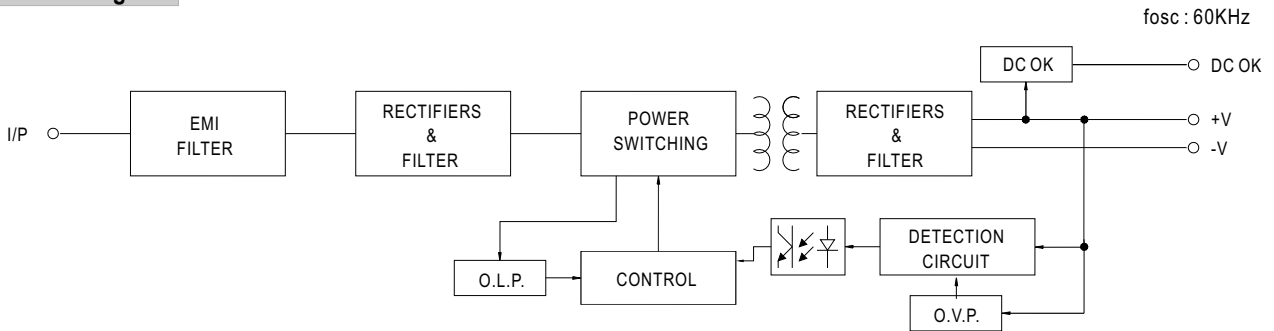 fosc : 60KHz
DC OK
DC OK
I/P
EMI
FILTER
RECTIFIERS
&
FILTER
POWER
SWITCHING
RECTIFIERS
&
FILTER
+V
-V
O.L.P.
CONTROL
DETECTION
CIRCUIT
O.V.P.